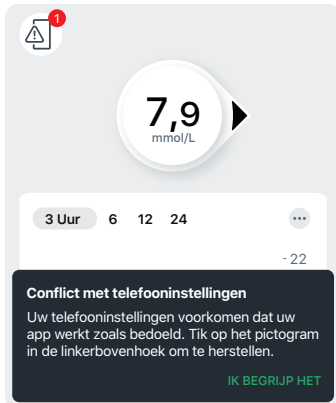 1
7,9
mmol/L
3 Uur 6 12 24
- 22
Conflict met telefooninstellingen
Uw telefooninstellingen voorkomen dat uw
app werkt zoals bedoeld. Tik op het pictogram
in de linkerbovenhoek om te herstellen.
IK BEGRIJP HET